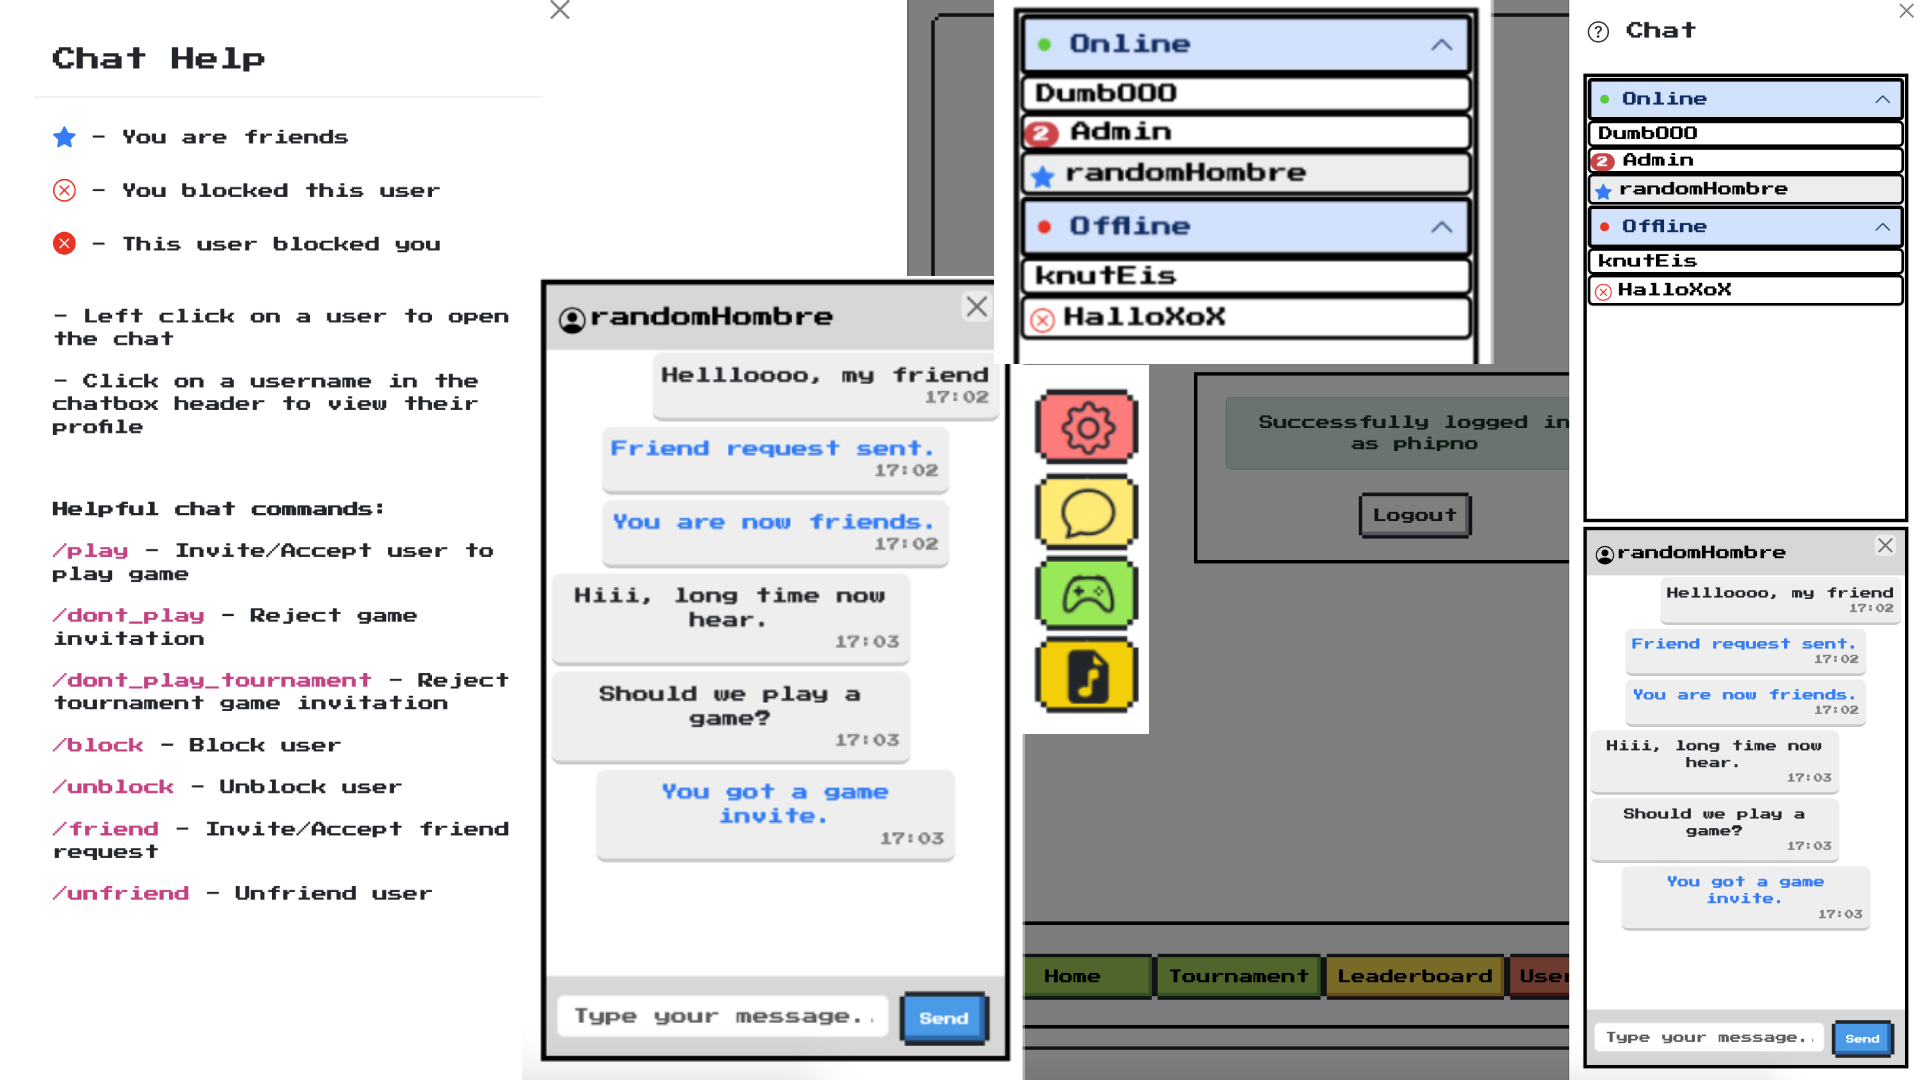 Chat Help
- You are friends
- You blocked this user
- This user blocked you
- Left click on a user to open
the chat
- Click on a username in the
chatbox header to view their
profile
Helpful chat commands:
/play - Invite/Accept user to
play game
/dont_play - Reject game
invitation
/dont_play_tournament - Reject
tournament game invitation
/block - Block user
/unblock - Unblock user
/friend - Invite/Accept friend
request
/unfriend - Unfriend user
randomHombre
Hellloooo, my friend
17:02
Friend request sent.
17:02
You are now friends.
17:02
Hiii, long time now
hear.
17:03
Should we play a
game?
17:03
You got a game
invite.
17:03
Type your message..
Send
Online
DumbOOO
2 Admin
randomHombre
Offline
knutEis
HalloXoX
Successfully logged in
as phipno
Logout
Home
Tournament
Leaderboard
User
? Chat
Online
DumbOOO
2 Admin
randomHombre
Offline
knutEis
HalloXoX
randomHombre
Hellloooo, my friend
17:02
Friend request sent.
17:02
You are now friends.
17:02
Hiii, long time now
hear.
17:03
Should we play a
game?
17:03
You got a game
invite.
17:03
Type your message..
Send